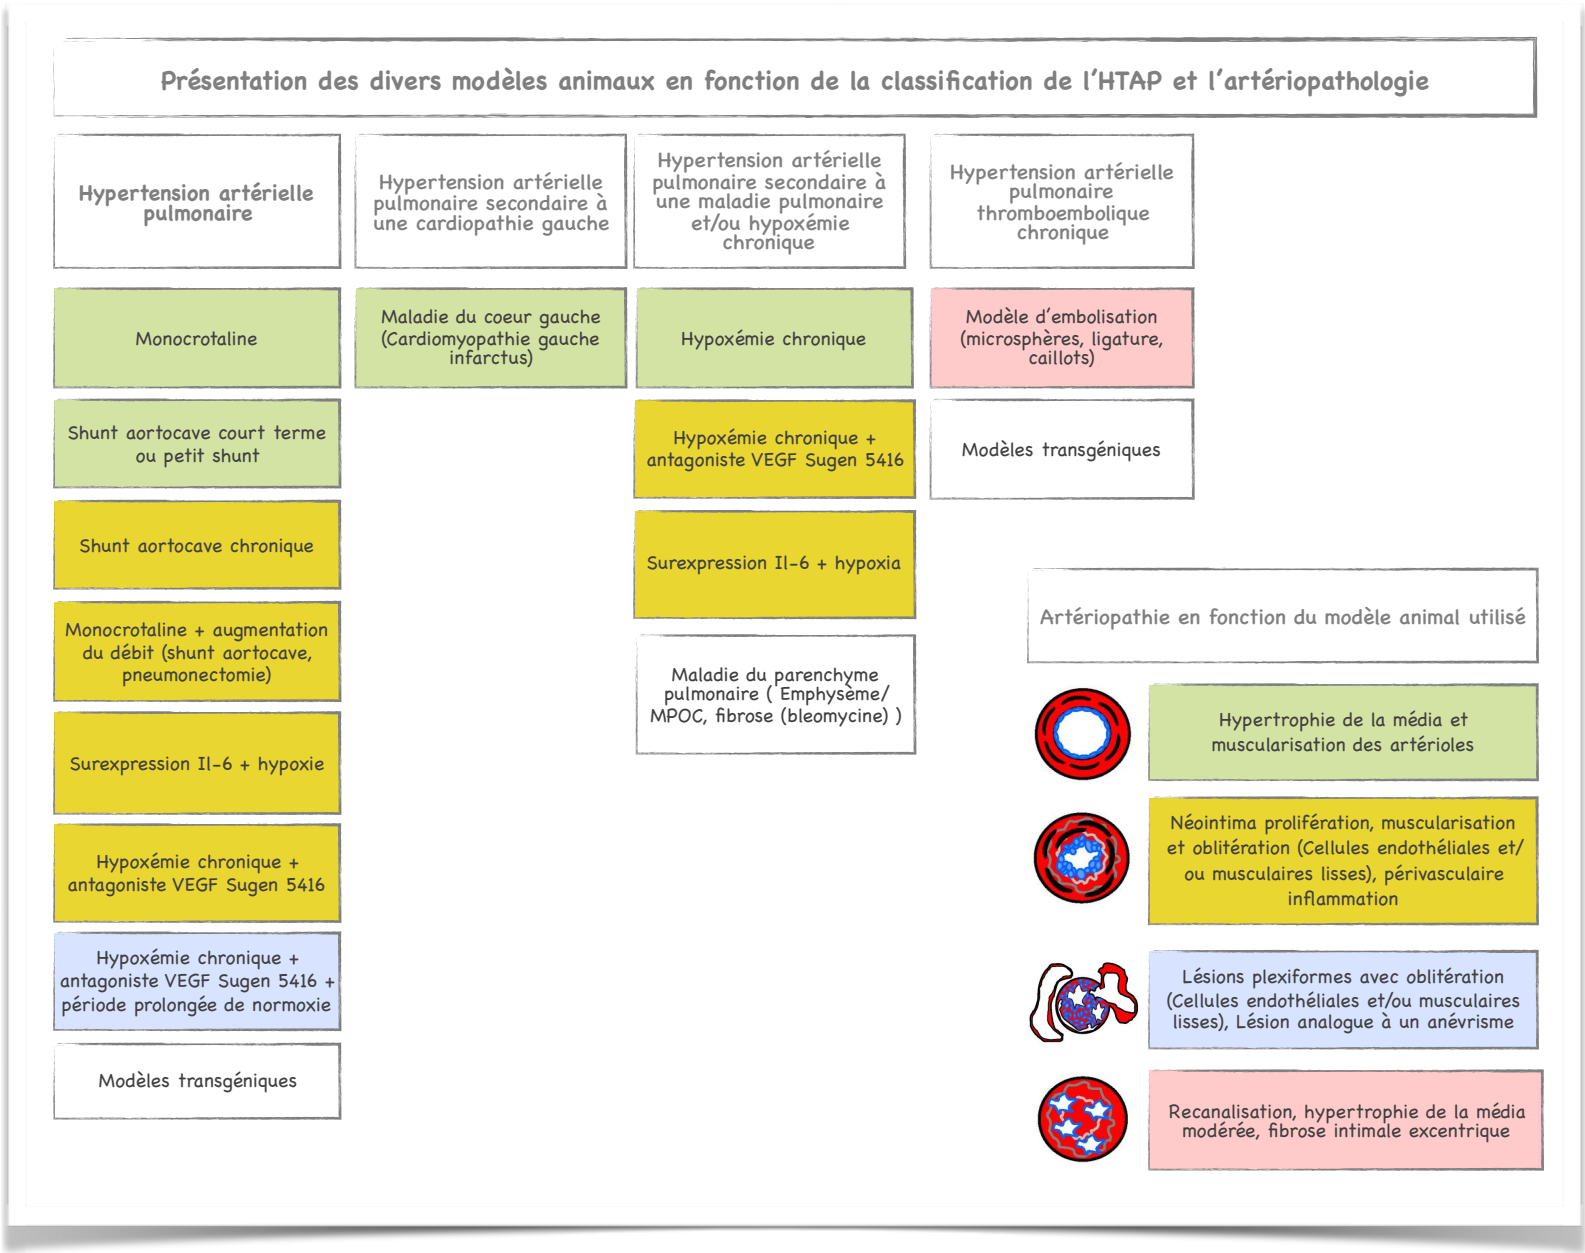 Présentation des divers modèles animaux en fonction de la classification de l'HTAP et l'artériopathologie
Hypertension artérielle
pulmonaire
Hypertension artérielle
pulmonaire secondaire à
une cardiopathie gauche
Hypertension artérielle
pulmonaire secondaire à
une maladie pulmonaire
et/ou hypoxémie
chronique
Hypertension artérielle
pulmonaire
thromboembolique
chronique
Monocrotaline
Maladie du coeur gauche
(Cardiomyopathie gauche
infarctus)
Hypoxémie chronique
Modèle d'embolisation
(microsphères, ligature,
caillots)
Shunt aortocave court terme
ou petit shunt
Hypoxémie chronique +
antagoniste VEGF Sugen 5416
Modèles transgéniques
Shunt aortocave chronique
Surexpression Il-6 + hypoxia
Monocrotaline + augmentation
du débit (shunt aortocave,
pneumonectomie)
Maladie du parenchyme
pulmonaire ( Emphysème/
MPOC, fibrose (bleomycine) )
Surexpression Il-6 + hypoxie
Hypoxémie chronique +
antagoniste VEGF Sugen 5416
Hypoxémie chronique +
antagoniste VEGF Sugen 5416 +
période prolongée de normoxie
Modèles transgéniques
Artériopathie en fonction du modèle animal utilisé
Hypertrophie de la média et
muscularisation des artérioles
Néointima prolifération, muscularisation
et oblitération (Cellules endothéliales et/
ou musculaires lisses), périvasculaire
inflammation
Lésions plexiformes avec oblitération
(Cellules endothéliales et/ou musculaires
lisses), Lésion analogue à un anévrisme
Recanalisation, hypertrophie de la média
modérée, fibrose intimale excentrique